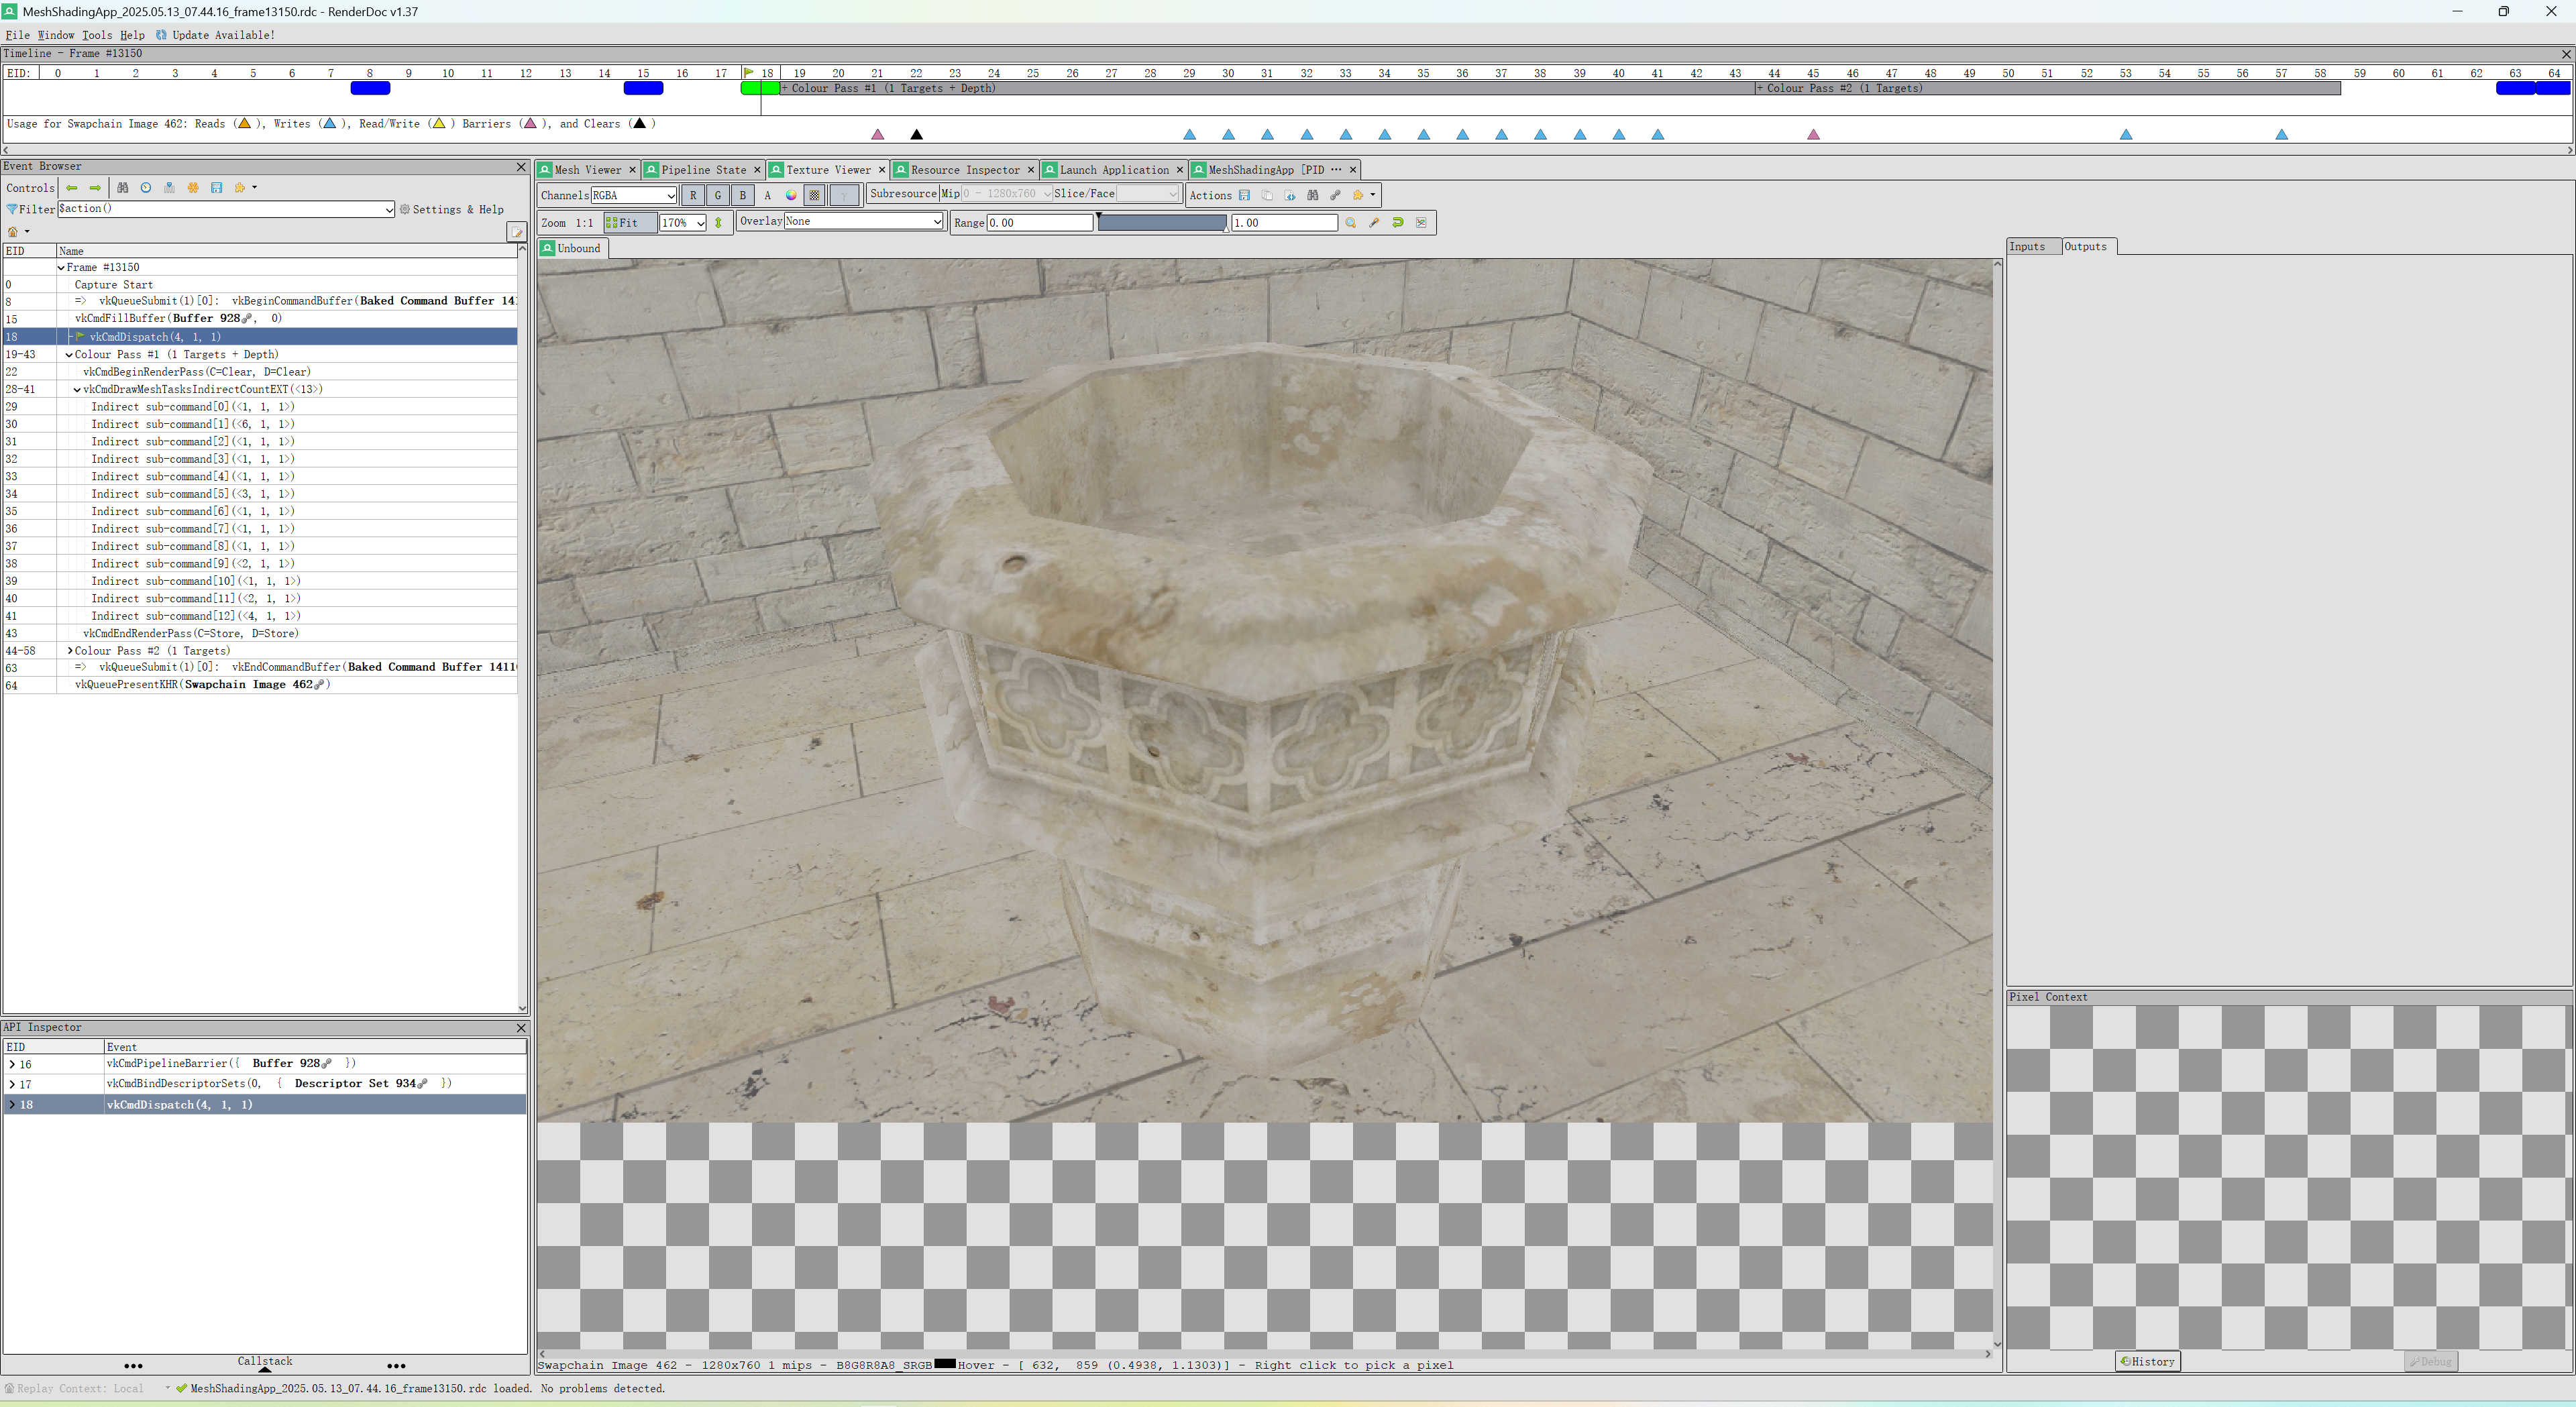 MeshShadingApp_2025.05.13_07.44.16_frame13150.rdc - RenderDoc v1.37
File Window Tools Help Update Available!
Timeline - Frame #13150
EID: 0 1 2 3 4 5 6 7 8 9 10 11 12 13 14 15 16 17 18 19 20 21 22 23 24 25 26 27 28 29 30 31 32 33 34 35 36 37 38 39 40 41 42 43 44 45 46 47 48 49 50 51 52 53 54 55 56 57 58 59 60 61 62 63 64
+ Colour Pass #1 (1 Targets + Depth) + Colour Pass #2 (1 Targets)
Usage for Swapchain Image 462: Reads ( ), Writes ( ), Read/Write ( ) Barriers ( ), and Clears ( )
Event Browser
Controls
Filter $action() Settings & Help
EID Name
Frame #13150
0 Capture Start
8 => vkQueueSubmit(1)[0]: vkBeginCommandBuffer(Baked Command Buffer 141
15 vkCmdFillBuffer(Buffer 928, 0)
18 vkCmdDispatch(4, 1, 1)
19-43 Colour Pass #1 (1 Targets + Depth)
22 vkCmdBeginRenderPass(C=Clear, D=Clear)
28-41 vkCmdDrawMeshTasksIndirectCountEXT(<13>)
29 Indirect sub-command[0](<1, 1, 1>)
30 Indirect sub-command[1](<6, 1, 1>)
31 Indirect sub-command[2](<1, 1, 1>)
32 Indirect sub-command[3](<1, 1, 1>)
33 Indirect sub-command[4](<1, 1, 1>)
34 Indirect sub-command[5](<3, 1, 1>)
35 Indirect sub-command[6](<1, 1, 1>)
36 Indirect sub-command[7](<1, 1, 1>)
37 Indirect sub-command[8](<1, 1, 1>)
38 Indirect sub-command[9](<2, 1, 1>)
39 Indirect sub-command[10](<1, 1, 1>)
40 Indirect sub-command[11](<2, 1, 1>)
41 Indirect sub-command[12](<4, 1, 1>)
43 vkCmdEndRenderPass(C=Store, D=Store)
44-58 Colour Pass #2 (1 Targets)
63 => vkQueueSubmit(1)[0]: vkEndCommandBuffer(Baked Command Buffer 1411
64 vkQueuePresentKHR(Swapchain Image 462)
API Inspector
EID Event
16 vkCmdPipelineBarrier({ Buffer 928 })
17 vkCmdBindDescriptorSets(0, { Descriptor Set 934 })
18 vkCmdDispatch(4, 1, 1)
Callstack
Mesh Viewer Pipeline State Texture Viewer Resource Inspector Launch Application MeshShadingApp [PID ...
Channels RGBA R G B A γ Subresource Mip 0 - 1280x760 Slice/Face Actions
Zoom 1:1 Fit 170% Overlay None Range 0.00 1.00
Unbound
Swapchain Image 462 - 1280x760 1 mips - B8G8R8A8_SRGB Hover - [ 632, 859 (0.4938, 1.1303)] - Right click to pick a pixel
Inputs Outputs
Pixel Context
History Debug
Replay Context: Local MeshShadingApp_2025.05.13_07.44.16_frame13150.rdc loaded. No problems detected.